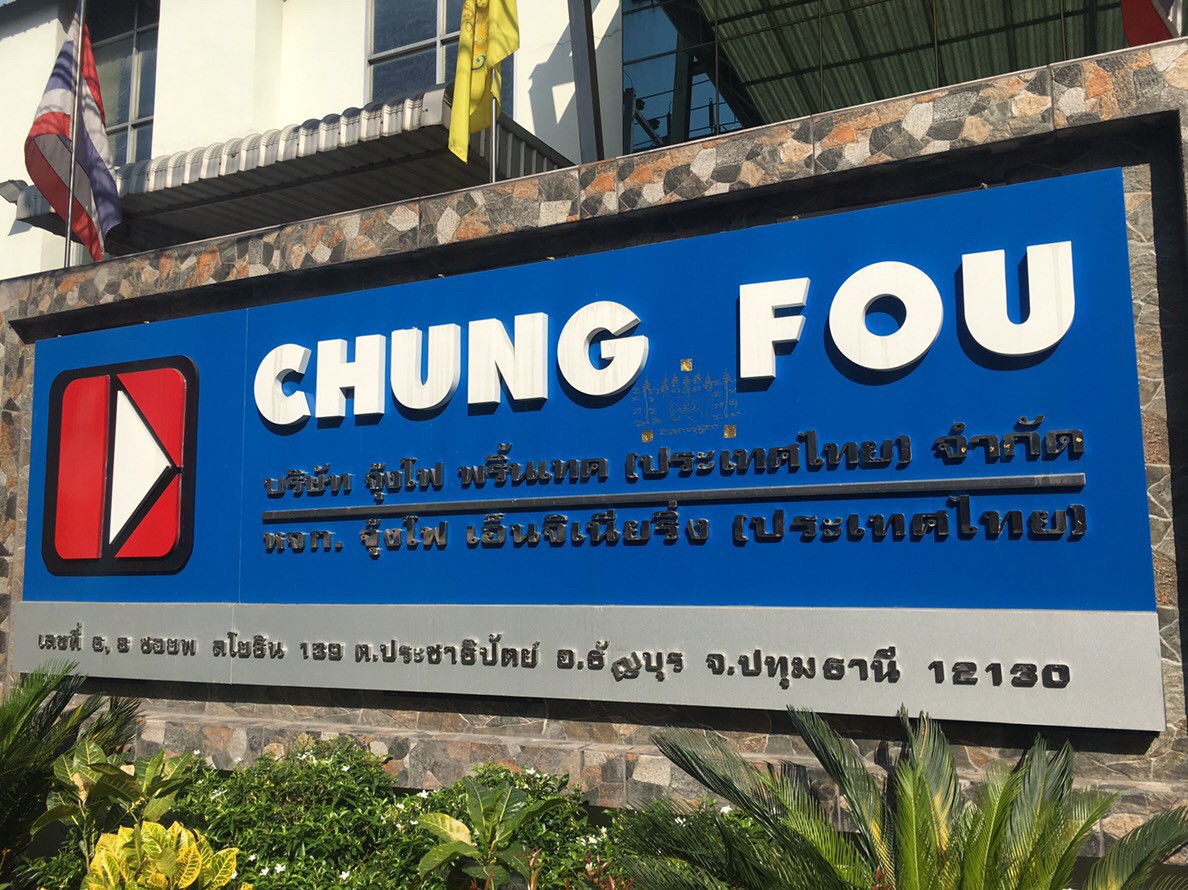 CHUNG FOU
บริษัท จุ้งโฟ พริ้นเทค (ประเทศไทย) จำกัด
หจก. จุ้งโฟ เอ็นจิเนียริ่ง (ประเทศไทย)
เลขที่ 6, 8 ซอยพ ลโยธิน 139 ต.ประชาธิปัตย์ อ.ธัญบุร จ.ปทุมธานี 12130